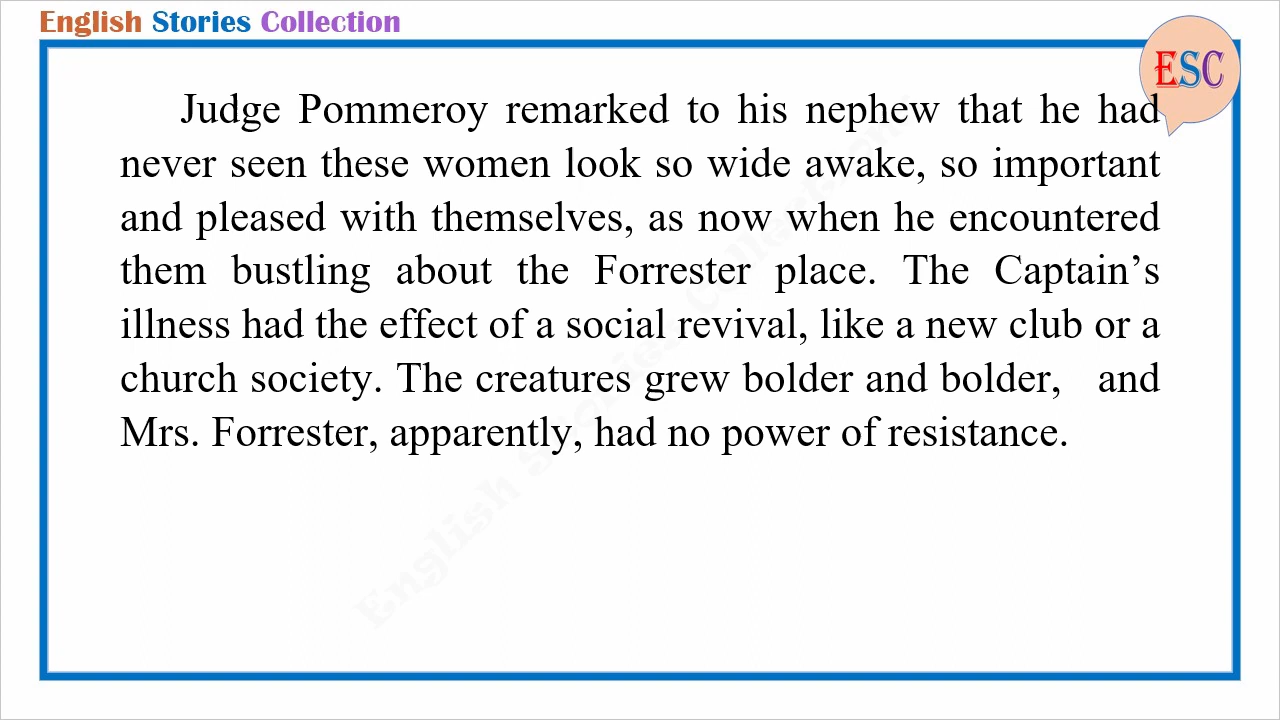 English Stories Collection
ESC
Judge Pommeroy remarked to his nephew that he had
never seen these women look so wide awake, so important
and pleased with themselves, as now when he encountered
them bustling about the Forrester place. The Captain’s
illness had the effect of a social revival, like a new club or a
church society. The creatures grew bolder and bolder, and
Mrs. Forrester, apparently, had no power of resistance.
English Stories Collection